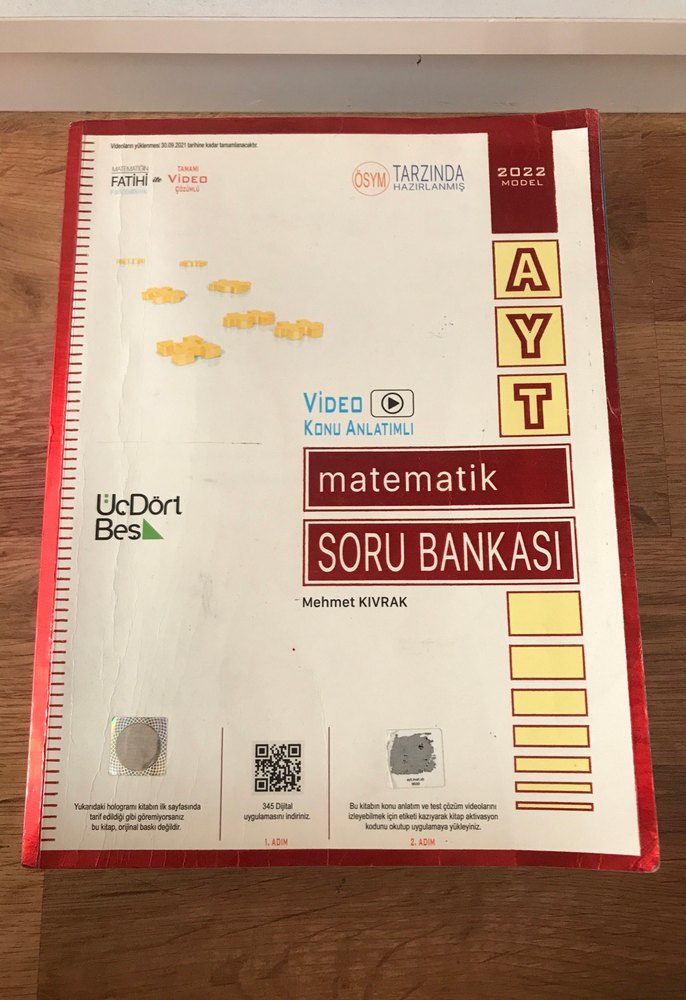 Videoların yüklenmesi 30.09.2021 tarihine kadar tamamlanacaktır.
MATEMATİĞİN
FATİHİ ile
TAMAMI
VİDEO
ÇÖZÜMLÜ
ÖSYM TARZINDA
HAZIRLANMIŞ
2022
MODEL
A
Y
T
VİDEO
KONU ANLATIMLI
matematik
SORU BANKASI
Mehmet KIVRAK
ÜçDört
Beş
Yukarıdaki hologramı kitabın ilk sayfasında
tarif edildiği gibi göremiyorsanız
bu kitap, orijinal baskı değildir.
345 Dijital
uygulamasını indiriniz.
1. ADIM
Bu kitabın konu anlatım ve test çözüm videolarını
izleyebilmek için etiketi kazıyarak kitap aktivasyon
kodunu okutup uygulamaya yükleyiniz.
2. ADIM